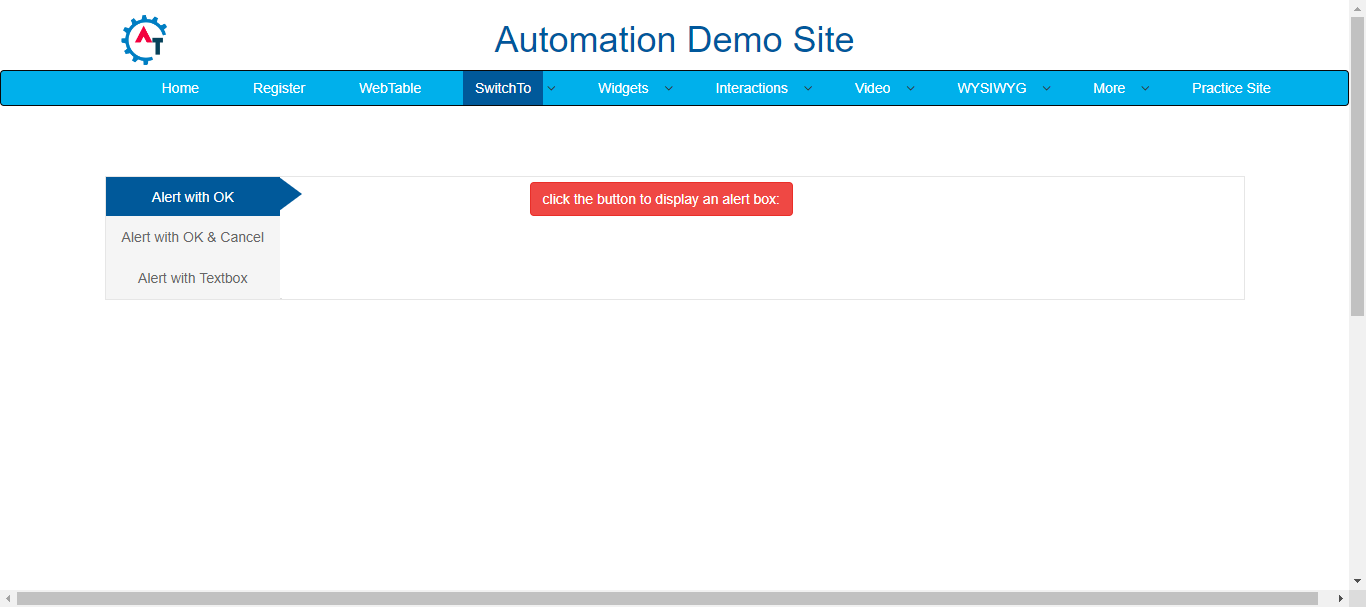 AT
Automation Demo Site
Home Register WebTable SwitchTo Widgets Interactions Video WYSIWYG More Practice Site
Alert with OK
click the button to display an alert box:
Alert with OK & Cancel
Alert with Textbox